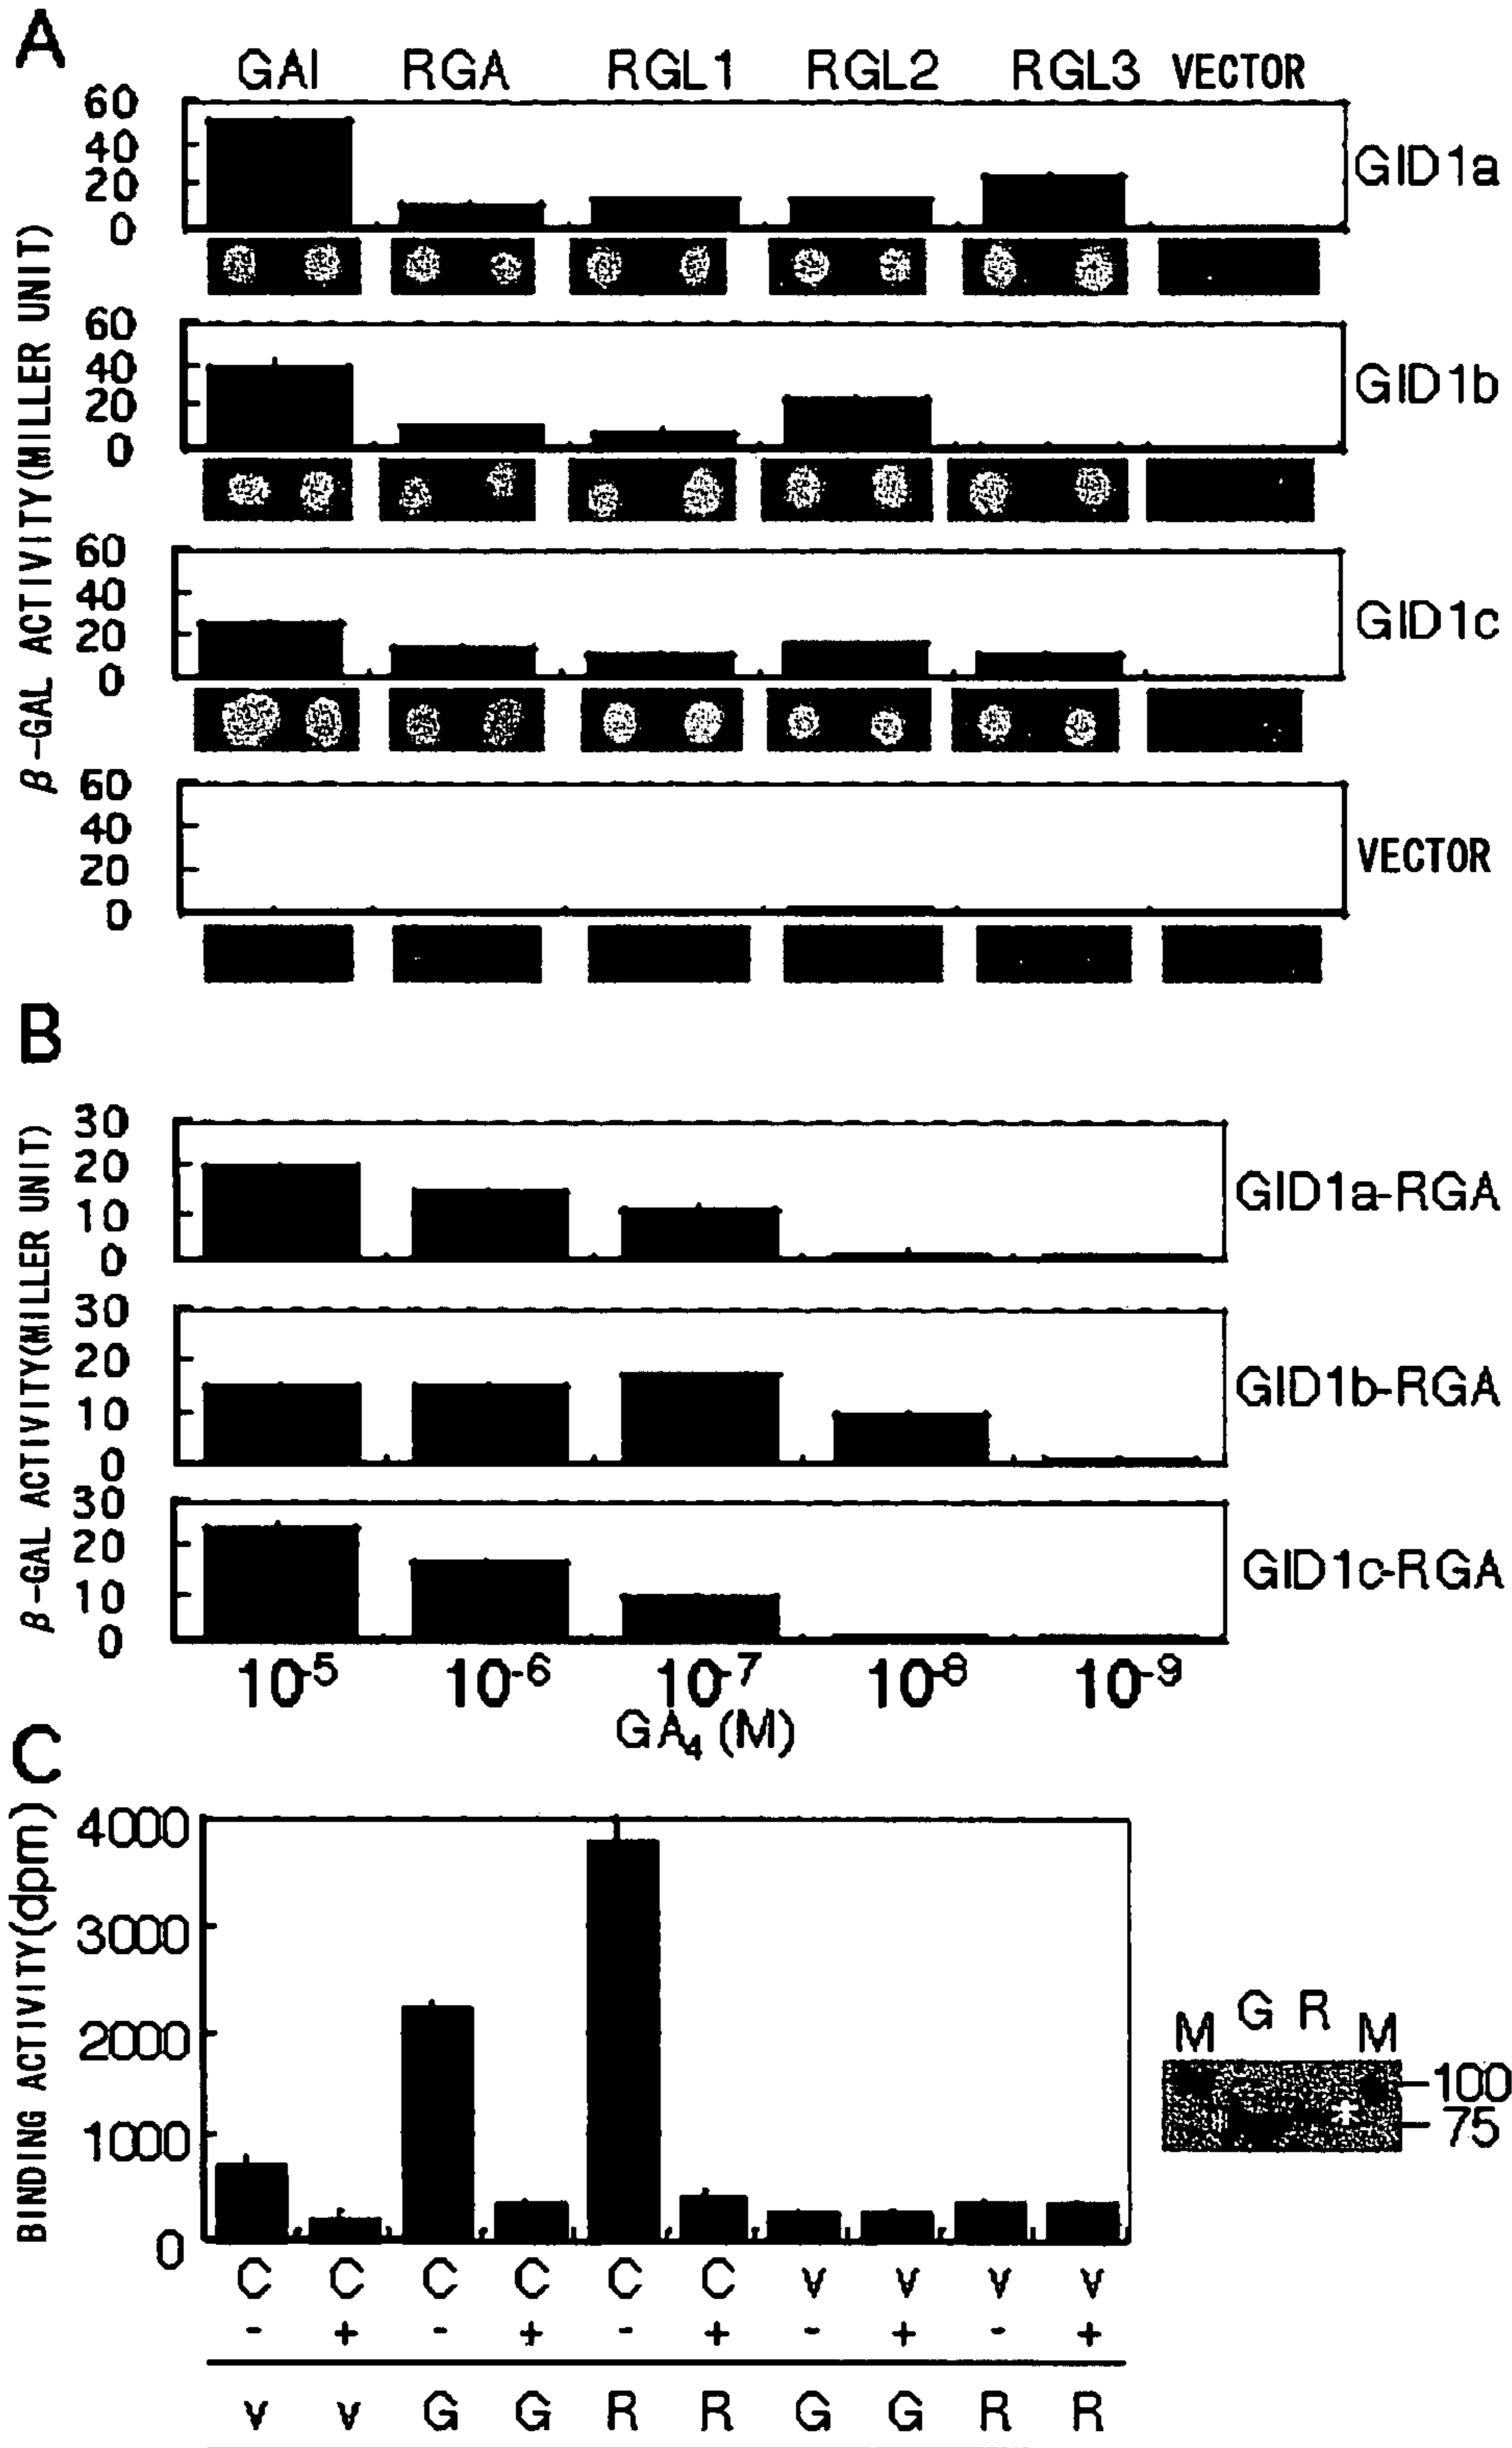 A
GAI RGA RGL1 RGL2 RGL3 VECTOR
β-GAL ACTIVITY(MILLER UNIT)
60
40
20
0
GID1a
60
40
20
0
GID1b
60
40
20
0
GID1c
60
40
20
0
VECTOR
B
β-GAL ACTIVITY(MILLER UNIT)
30
20
10
0
GID1a-RGA
30
20
10
0
GID1b-RGA
30
20
10
0
GID1c-RGA
10-5 10-6 10-7 10-8 10-9
GA4 (M)
C
BINDING ACTIVITY(dpm)
4000
3000
2000
1000
0
C C C C C C v v v v
- + - + - + - + - +
v v G G R R G G R R
M G R M
100
75